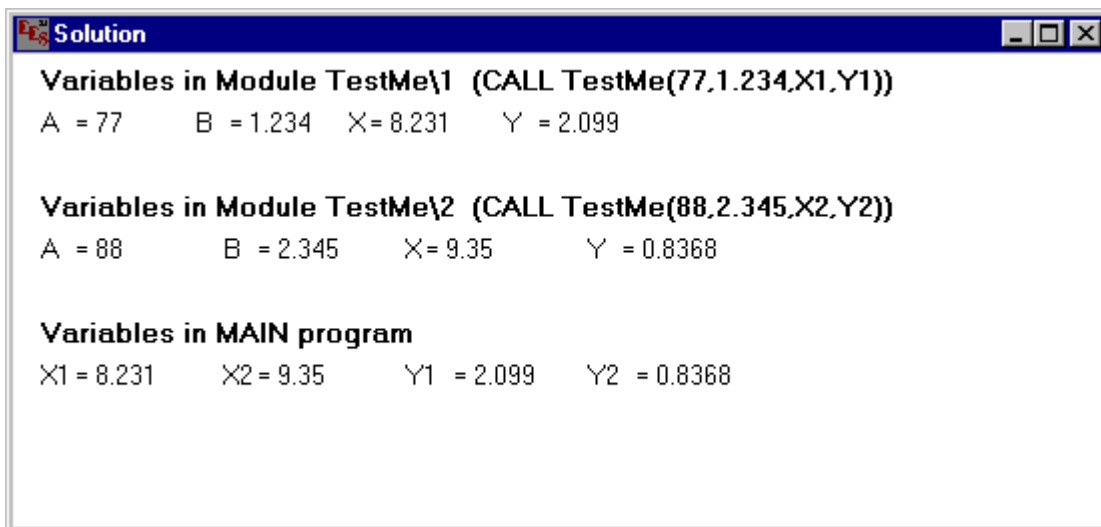 EES Solution
Variables in Module TestMe\1 (CALL TestMe(77,1.234,X1,Y1))
A = 77 B = 1.234 X = 8.231 Y = 2.099
Variables in Module TestMe\2 (CALL TestMe(88,2.345,X2,Y2))
A = 88 B = 2.345 X = 9.35 Y = 0.8368
Variables in MAIN program
X1 = 8.231 X2 = 9.35 Y1 = 2.099 Y2 = 0.8368